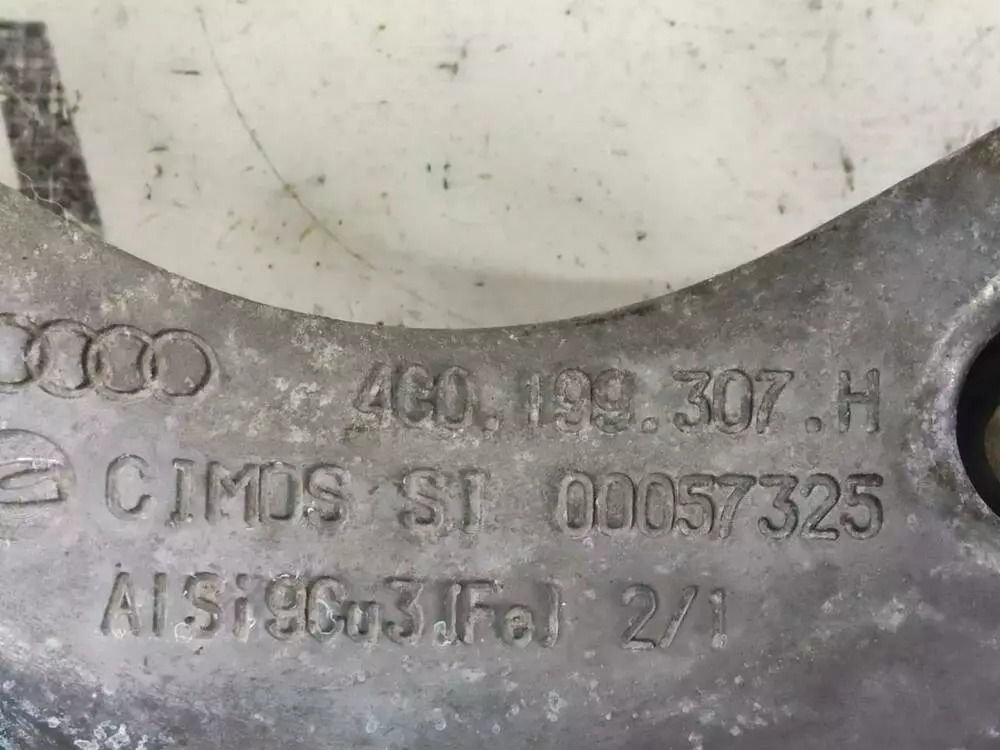 4G0.199.307.H
CIMOS SI 00057325
AlSi9Cu3(Fe) 2/1